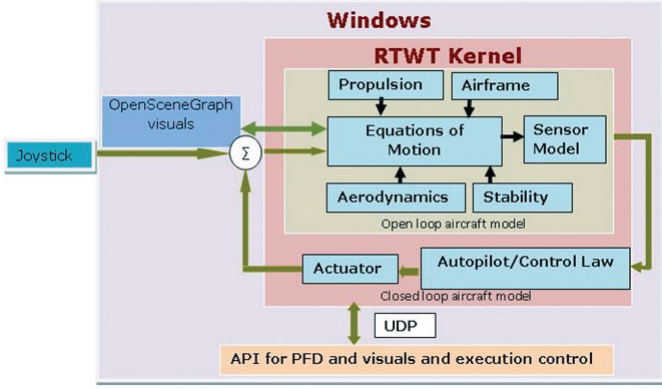 Windows
RTWT Kernel
Propulsion
Airframe
OpenSceneGraph
visuals
Equations of
Motion
Sensor
Model
Joystick
Σ
Aerodynamics
Stability
Open loop aircraft model
Actuator
Autopilot/Control Law
Closed loop aircraft model
UDP
API for PFD and visuals and execution control